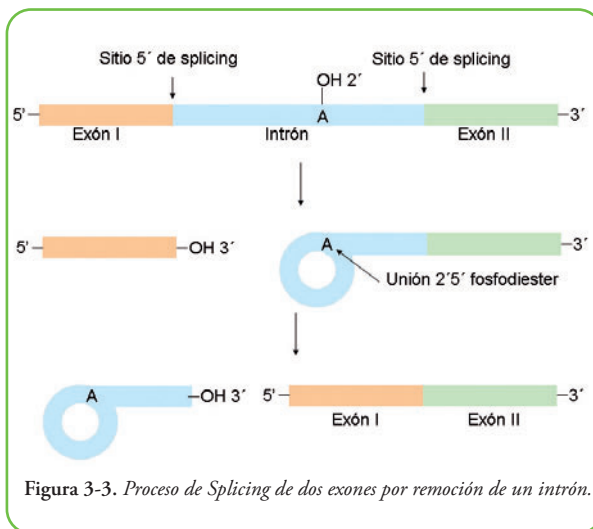 Sitio 5´ de splicing
Sitio 5´ de splicing
OH 2´
5'
A
3'
Exón I
Intrón
Exón II
5'
OH 3´
A
3'
Unión 2´5´ fosfodiester
A
OH 3´
5'
3'
Exón I
Exón II
Figura 3-3. Proceso de Splicing de dos exones por remoción de un intrón.